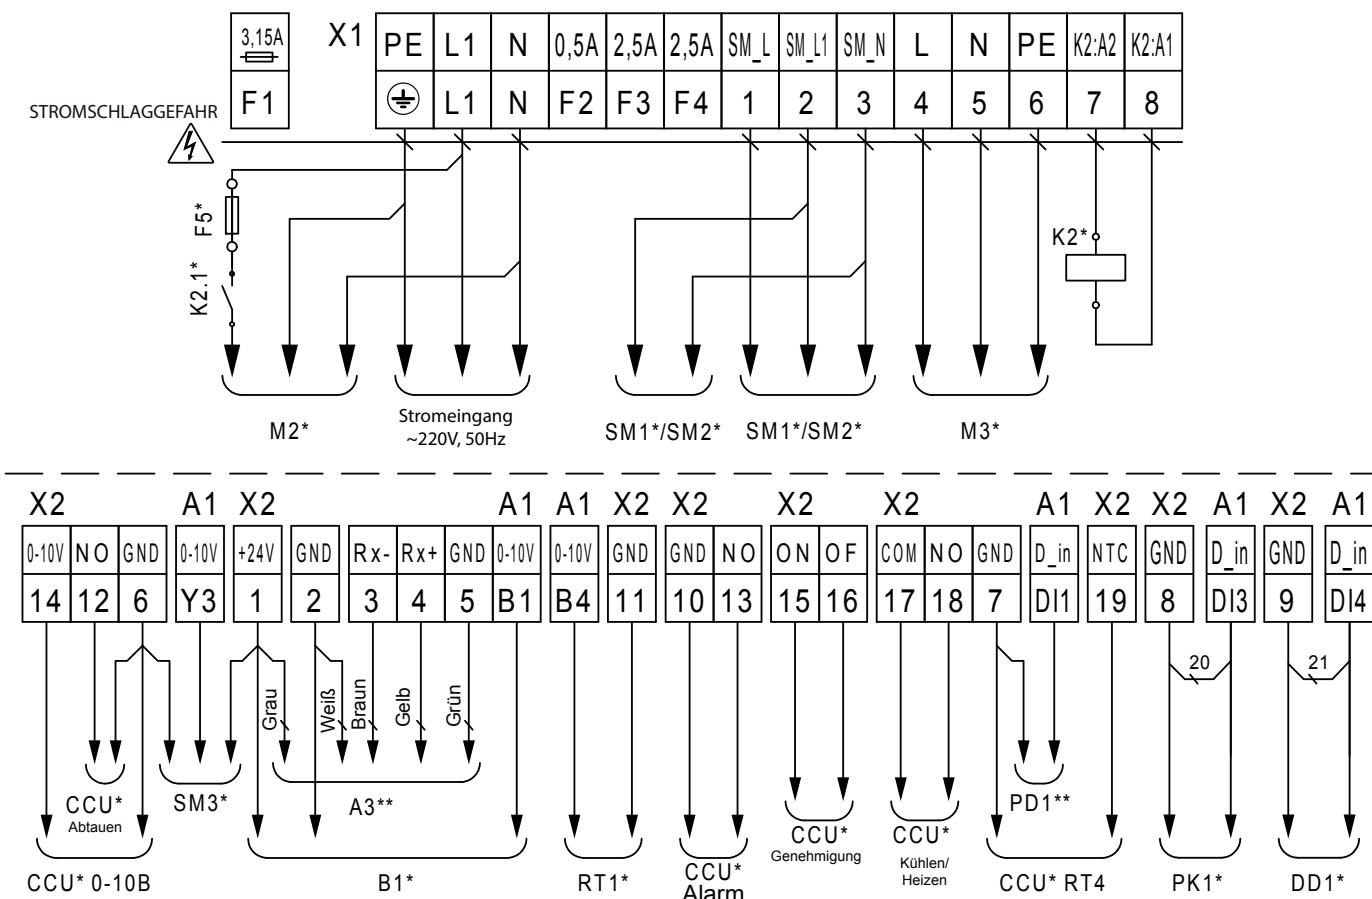 3,15A X1 PE L1 N 0,5A 2,5A 2,5A SM_L SM_L1 SM_N L N PE K2:A2 K2:A1
F1 L1 N F2 F3 F4 1 2 3 4 5 6 7 8
STROMSCHLAGGEFAHR
F5*
K2.1*
K2*
M2*
Stromeingang
~220V, 50Hz
SM1*/SM2*
SM1*/SM2*
M3*
X2 A1 X2 A1 A1 X2 X2 X2 X2 A1 X2 X2 A1 X2 A1
0-10V NO GND 0-10V +24V GND Rx- Rx+ GND 0-10V 0-10V GND GND NO ON OF COM NO GND D_in NTC GND D_in GND D_in
14 12 6 Y3 1 2 3 4 5 B1 B4 11 10 13 15 16 17 18 7 DI1 19 8 DI3 9 DI4
Grau
Weiß
Braun
Gelb
Grün
20
21
CCU*
Abtauen
SM3*
A3**
CCU*
Genehmigung
CCU*
Kühlen/
Heizen
PD1**
CCU* 0-10B
B1*
RT1*
CCU*
Alarm
CCU* RT4
PK1*
DD1*